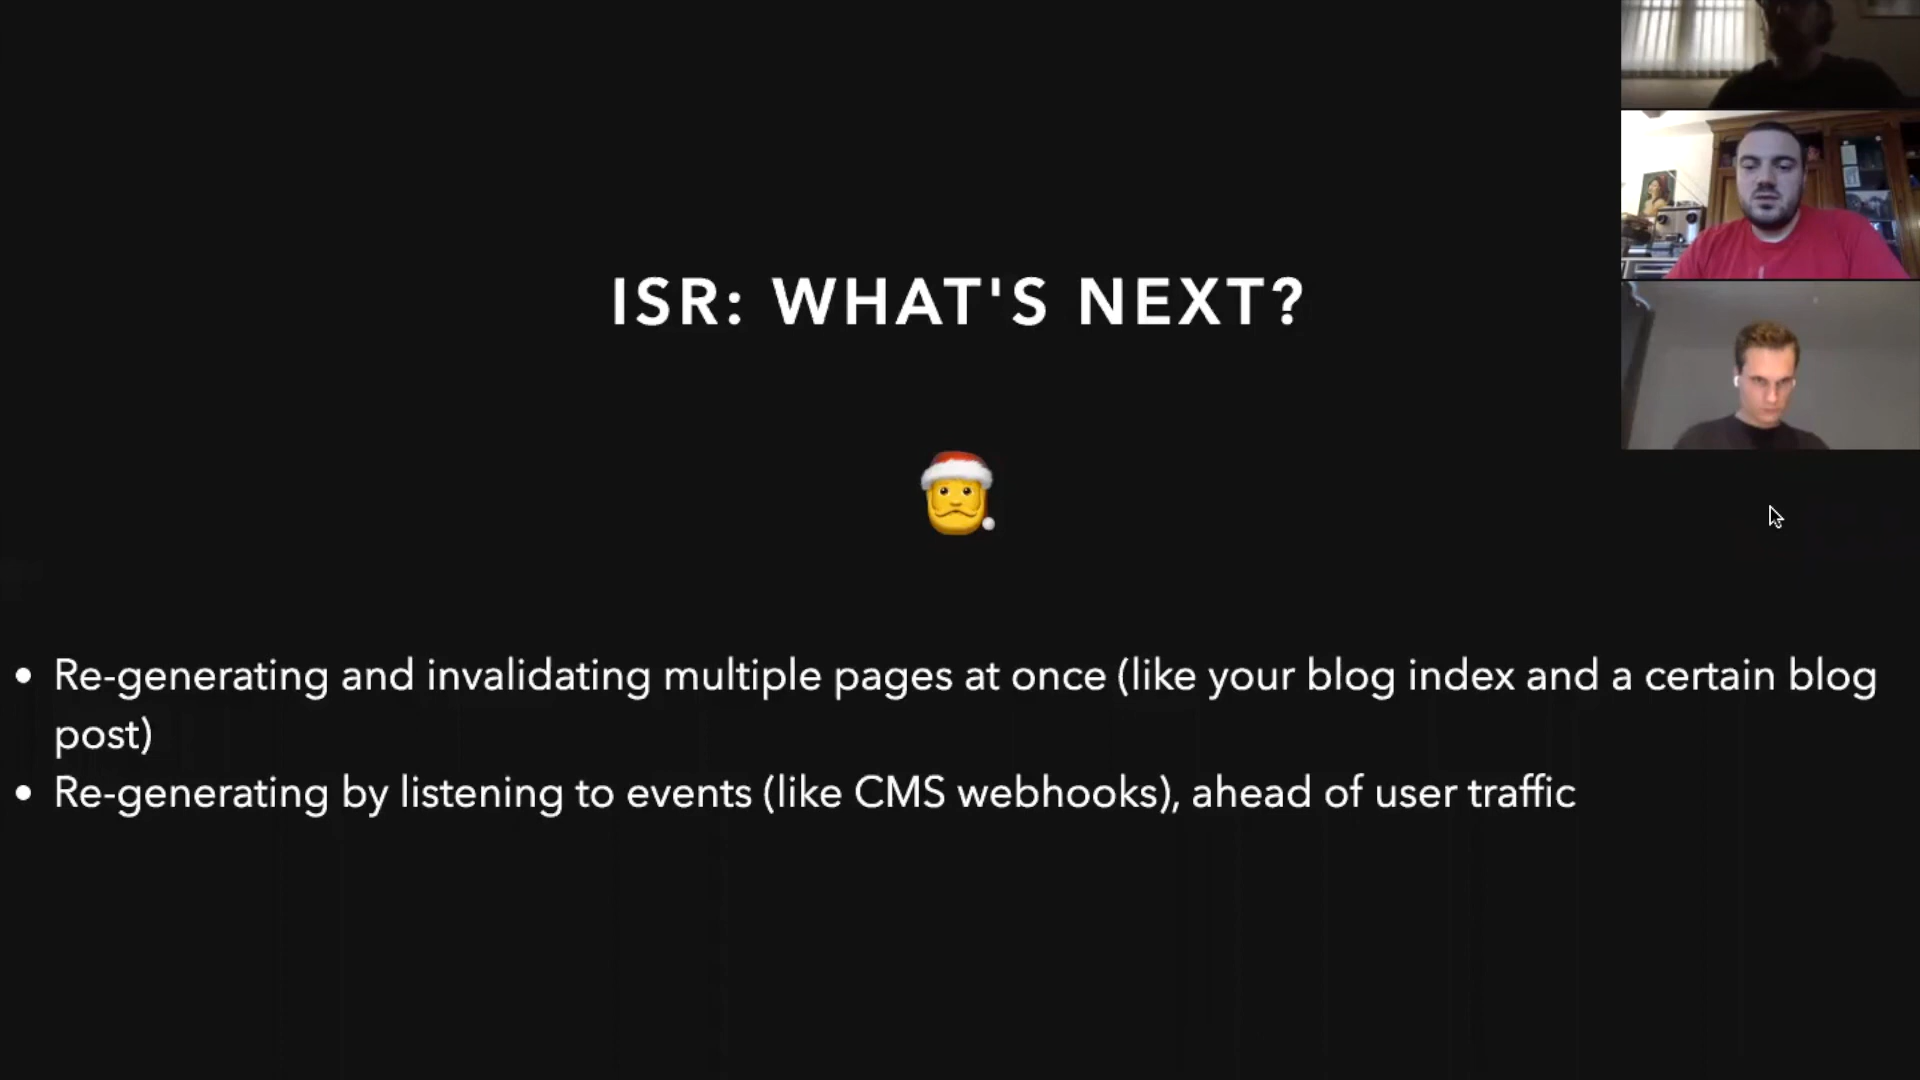 ISR: WHAT'S NEXT?
• Re-generating and invalidating multiple pages at once (like your blog index and a certain blog
post)
• Re-generating by listening to events (like CMS webhooks), ahead of user traffic